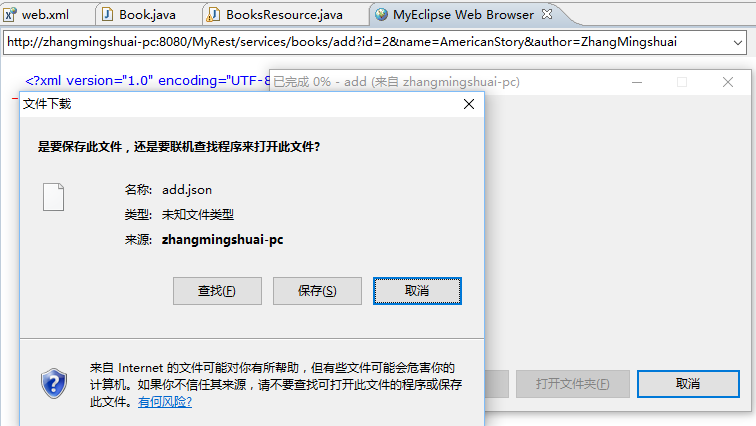 web.xml
Book.java
BooksResource.java
MyEclipse Web Browser
http://zhangmingshuai-pc:8080/MyRest/services/books/add?id=2&name=AmericanStory&author=ZhangMingshuai
<?xml version="1.0" encoding="UTF-8
已完成 0% - add (来自 zhangmingshuai-pc)
文件下载
是要保存此文件，还是要联机查找程序来打开此文件?
名称: add.json
类型: 未知文件类型
来源: zhangmingshuai-pc
查找(F) 保存(S) 取消
来自 Internet 的文件可能对你有所帮助，但有些文件可能会危害你的
计算机。如果你不信任其来源，请不要查找可打开此文件的程序或保存
此文件。有何风险?
打开文件夹(F) 取消